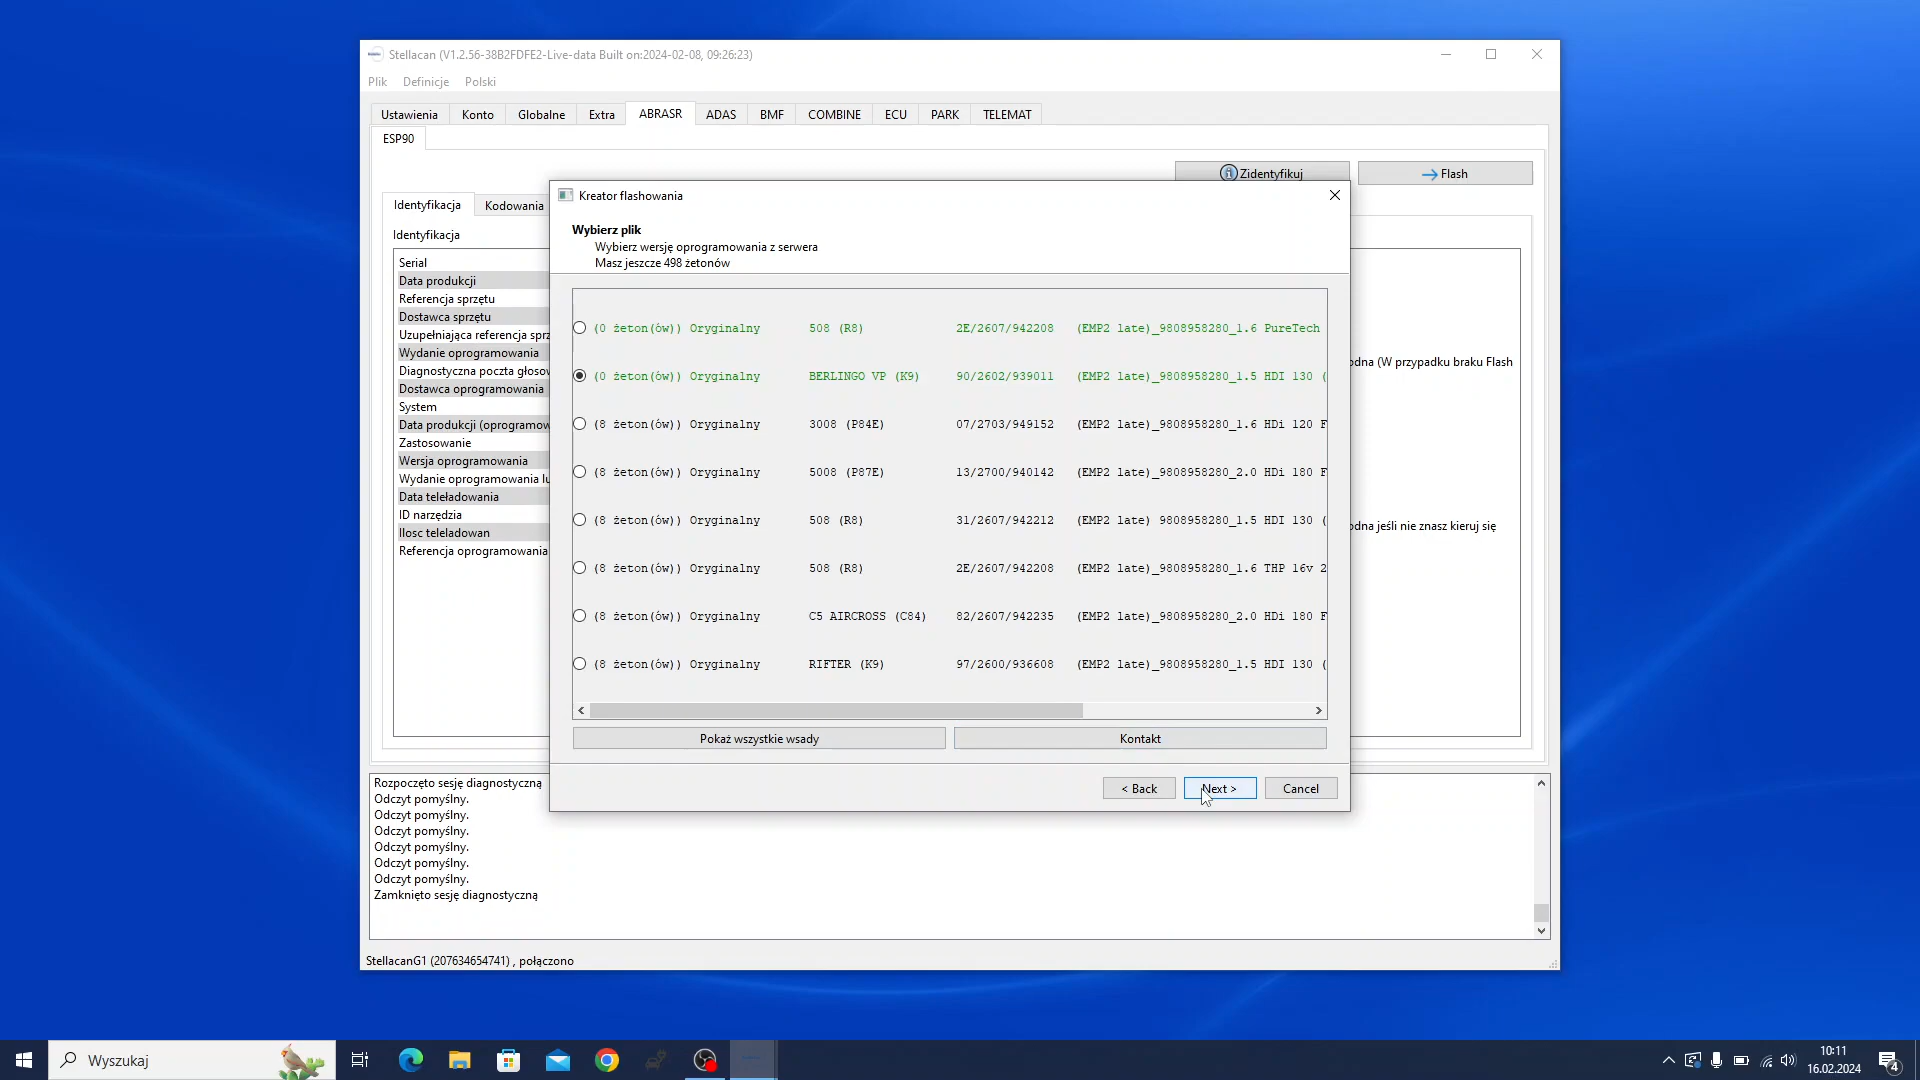 Stellacan (V1.2.56-38B2FDFE2-Live-data Built on:2024-02-08, 09:26:23)
Plik Definicje Polski
Ustawienia Konto Globalne Extra ABRASR ADAS BMF COMBINE ECU PARK TELEMAT
ESP90
Zidentyfikuj Flash
Identyfikacja Kodowania
Identyfikacja
Serial
Data produkcji
Referencja sprzętu
Dostawca sprzętu
Uzupełniająca referencja sprz
Wydanie oprogramowania
Diagnostyczna poczta głosow
Dostawca oprogramowania
System
Data produkcji (oprogramow
Zastosowanie
Wersja oprogramowania
Wydanie oprogramowania lu
Data teleładowania
ID narzędzia
Ilosc teleladowan
Referencja oprogramowania
odna (W przypadku braku Flash
odna jeśli nie znasz kieruj się
Kreator flashowania
Wybierz plik
Wybierz wersję oprogramowania z serwera
Masz jeszcze 498 żetonów
(0 żeton(ów)) Oryginalny 508 (R8) 2E/2607/942208 (EMP2 late)_9808958280_1.6 PureTech
(0 żeton(ów)) Oryginalny BERLINGO VP (K9) 90/2602/939011 (EMP2 late)_9808958280_1.5 HDI 130 (
(8 żeton(ów)) Oryginalny 3008 (P84E) 07/2703/949152 (EMP2 late)_9808958280_1.6 HDi 120 F
(8 żeton(ów)) Oryginalny 5008 (P87E) 13/2700/940142 (EMP2 late)_9808958280_2.0 HDi 180 F
(8 żeton(ów)) Oryginalny 508 (R8) 31/2607/942212 (EMP2 late)_9808958280_1.5 HDI 130 (
(8 żeton(ów)) Oryginalny 508 (R8) 2E/2607/942208 (EMP2 late)_9808958280_1.6 THP 16v 2
(8 żeton(ów)) Oryginalny C5 AIRCROSS (C84) 82/2607/942235 (EMP2 late)_9808958280_2.0 HDi 180 F
(8 żeton(ów)) Oryginalny RIFTER (K9) 97/2600/936608 (EMP2 late)_9808958280_1.5 HDI 130 (
Pokaż wszystkie wsady Kontakt
< Back Next > Cancel
Rozpoczęto sesję diagnostyczną
Odczyt pomyślny.
Odczyt pomyślny.
Odczyt pomyślny.
Odczyt pomyślny.
Odczyt pomyślny.
Odczyt pomyślny.
Zamknięto sesję diagnostyczną
StellacanG1 (207634654741) , połączono
Wyszukaj
10:11
16.02.2024
4